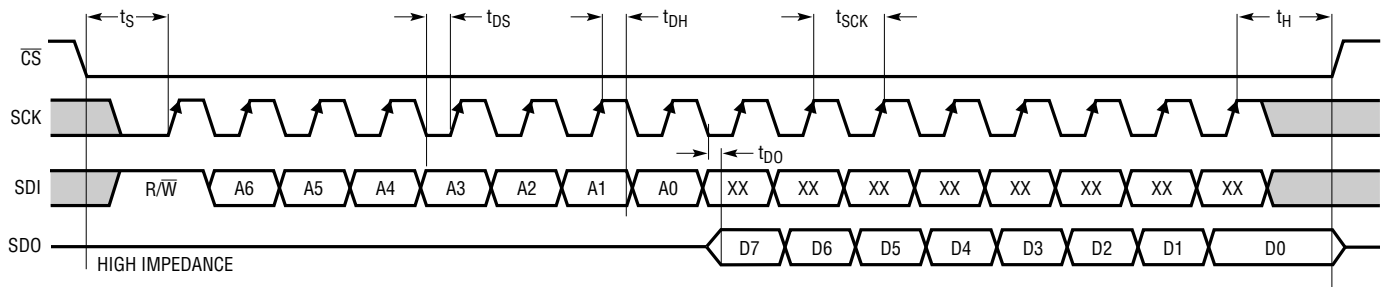 tS tDS tDH tSCK tH
CS
SCK
tDO
SDI R/W A6 A5 A4 A3 A2 A1 A0 XX XX XX XX XX XX XX XX
SDO D7 D6 D5 D4 D3 D2 D1 D0
HIGH IMPEDANCE